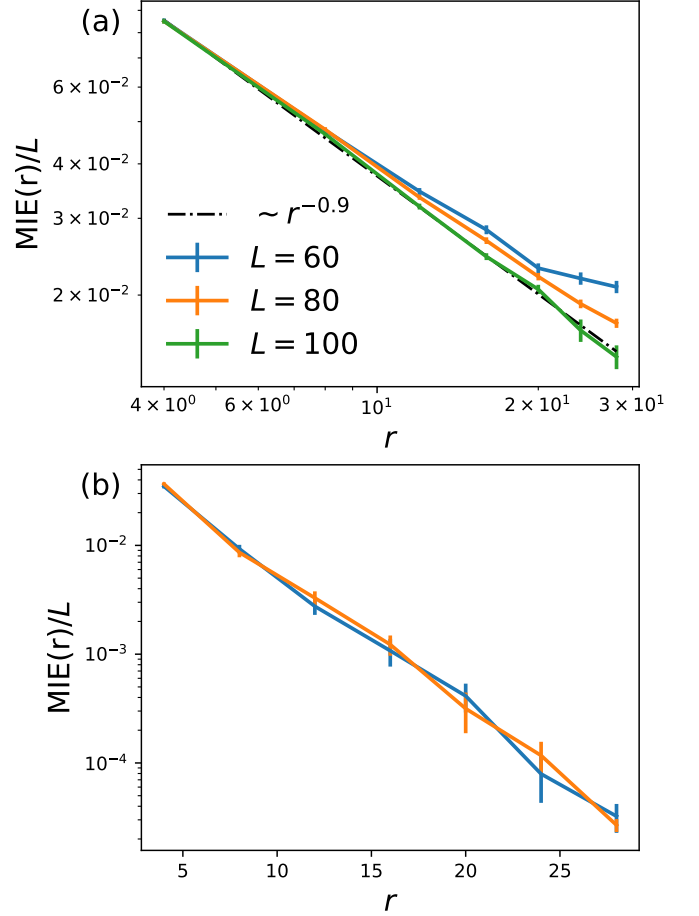 (a)
MIE(r)/L
6 × 10⁻²
4 × 10⁻²
3 × 10⁻²
2 × 10⁻²
~ r⁻⁰·⁹
L = 60
L = 80
L = 100
4 × 10⁰ 6 × 10⁰ 10¹ 2 × 10¹ 3 × 10¹
r
(b)
MIE(r)/L
10⁻²
10⁻³
10⁻⁴
5 10 15 20 25
r